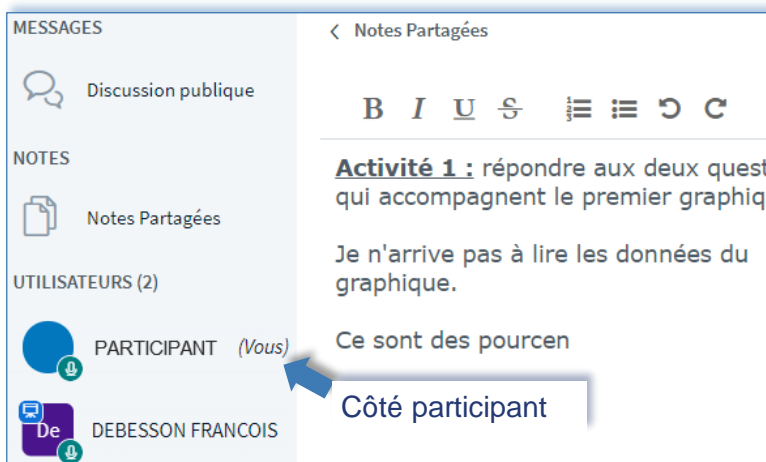 MESSAGES
Discussion publique
NOTES
Notes Partagées
UTILISATEURS (2)
PARTICIPANT (Vous)
De
DEBESSON FRANCOIS
Notes Partagées
B I U S
Activité 1 : répondre aux deux quest
qui accompagnent le premier graphiq
Je n'arrive pas à lire les données du
graphique.
Ce sont des pourcen
Côté participant